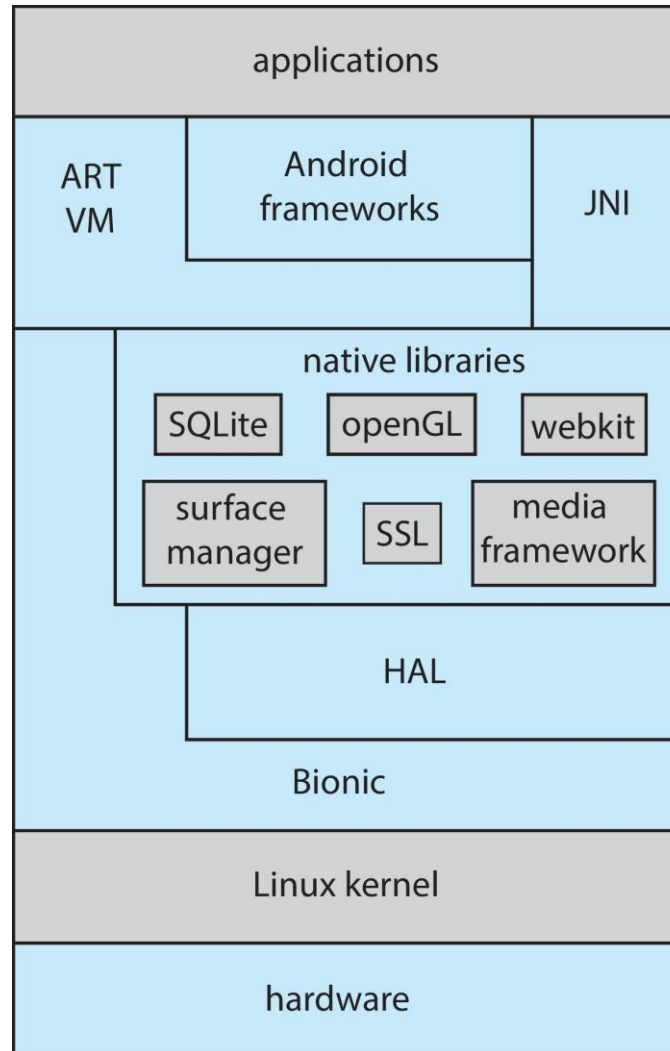 applications
ART
VM
Android
frameworks
JNI
native libraries
SQLite
openGL
webkit
surface
manager
SSL
media
framework
HAL
Bionic
Linux kernel
hardware